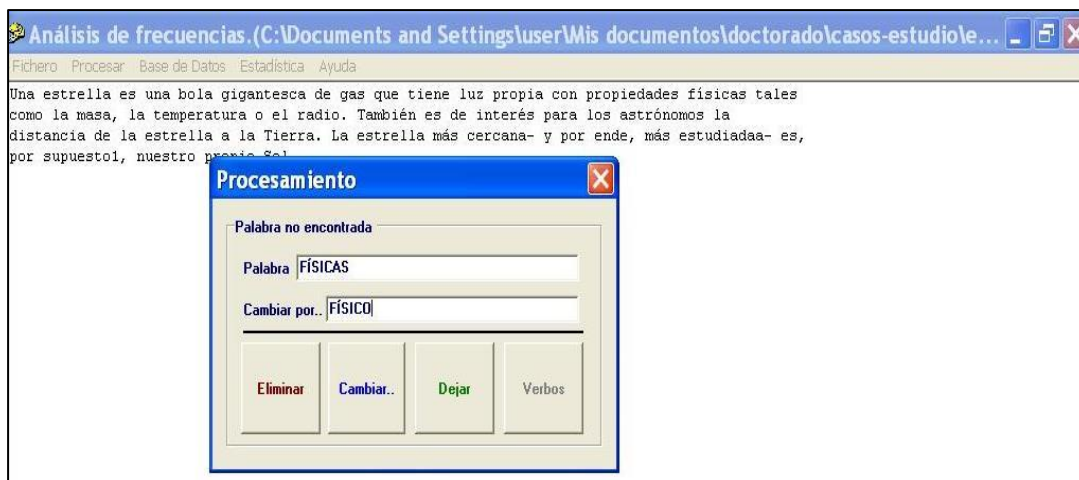 Análisis de frecuencias.(C:\Documents and Settings\user\Mis documentos\doctorado\casos-estudio\e...
Fichero Procesar Base de Datos Estadística Ayuda
Una estrella es una bola gigantesca de gas que tiene luz propia con propiedades físicas tales
como la masa, la temperatura o el radio. También es de interés para los astrónomos la
distancia de la estrella a la Tierra. La estrella más cercana- y por ende, más estudiadaa- es,
por supuesto1, nuestro propio Sol
Procesamiento
Palabra no encontrada
Palabra FÍSICAS
Cambiar por.. FÍSICO
Eliminar Cambiar.. Dejar Verbos